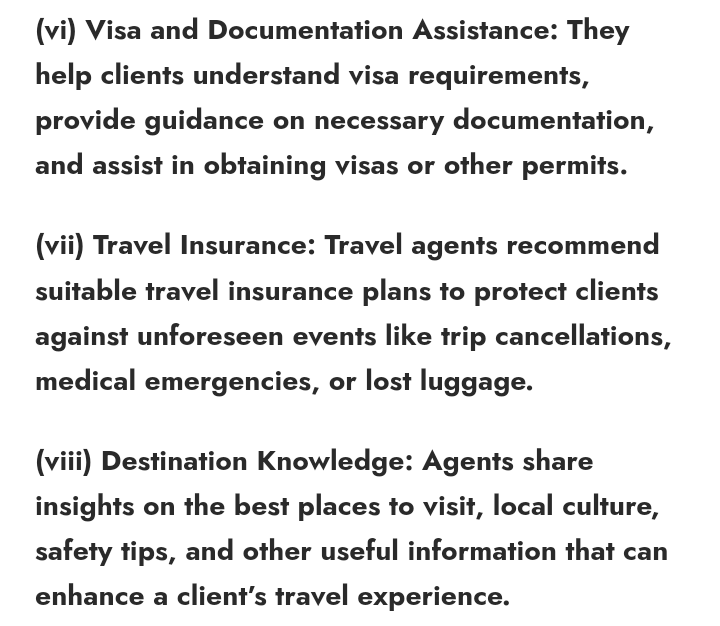 (vi) Visa and Documentation Assistance: They
help clients understand visa requirements,
provide guidance on necessary documentation,
and assist in obtaining visas or other permits.
(vii) Travel Insurance: Travel agents recommend
suitable travel insurance plans to protect clients
against unforeseen events like trip cancellations,
medical emergencies, or lost luggage.
(viii) Destination Knowledge: Agents share
insights on the best places to visit, local culture,
safety tips, and other useful information that can
enhance a client’s travel experience.